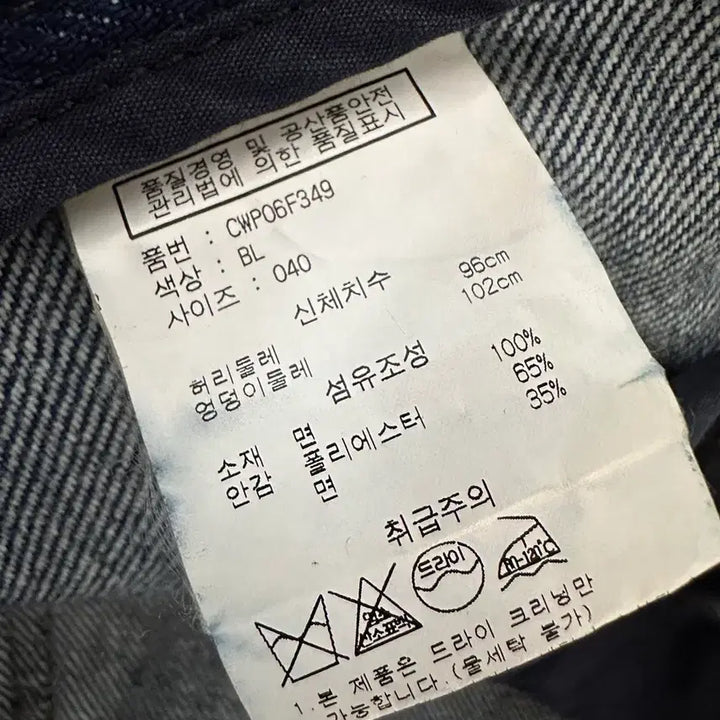 품질경영 및 공산품안전
관리법에 의한 품질표시
품번 : CWP06F349
색상 : BL
사이즈 : 040
신체치수
허리둘레 96cm
엉덩이둘레 102cm
섬유조성
소재 면 100%
안감 폴리에스터 65%
면 35%
취급주의
드라이
1. 본 제품은 드라이 크리닝만
가능합니다.(물세탁 불가)